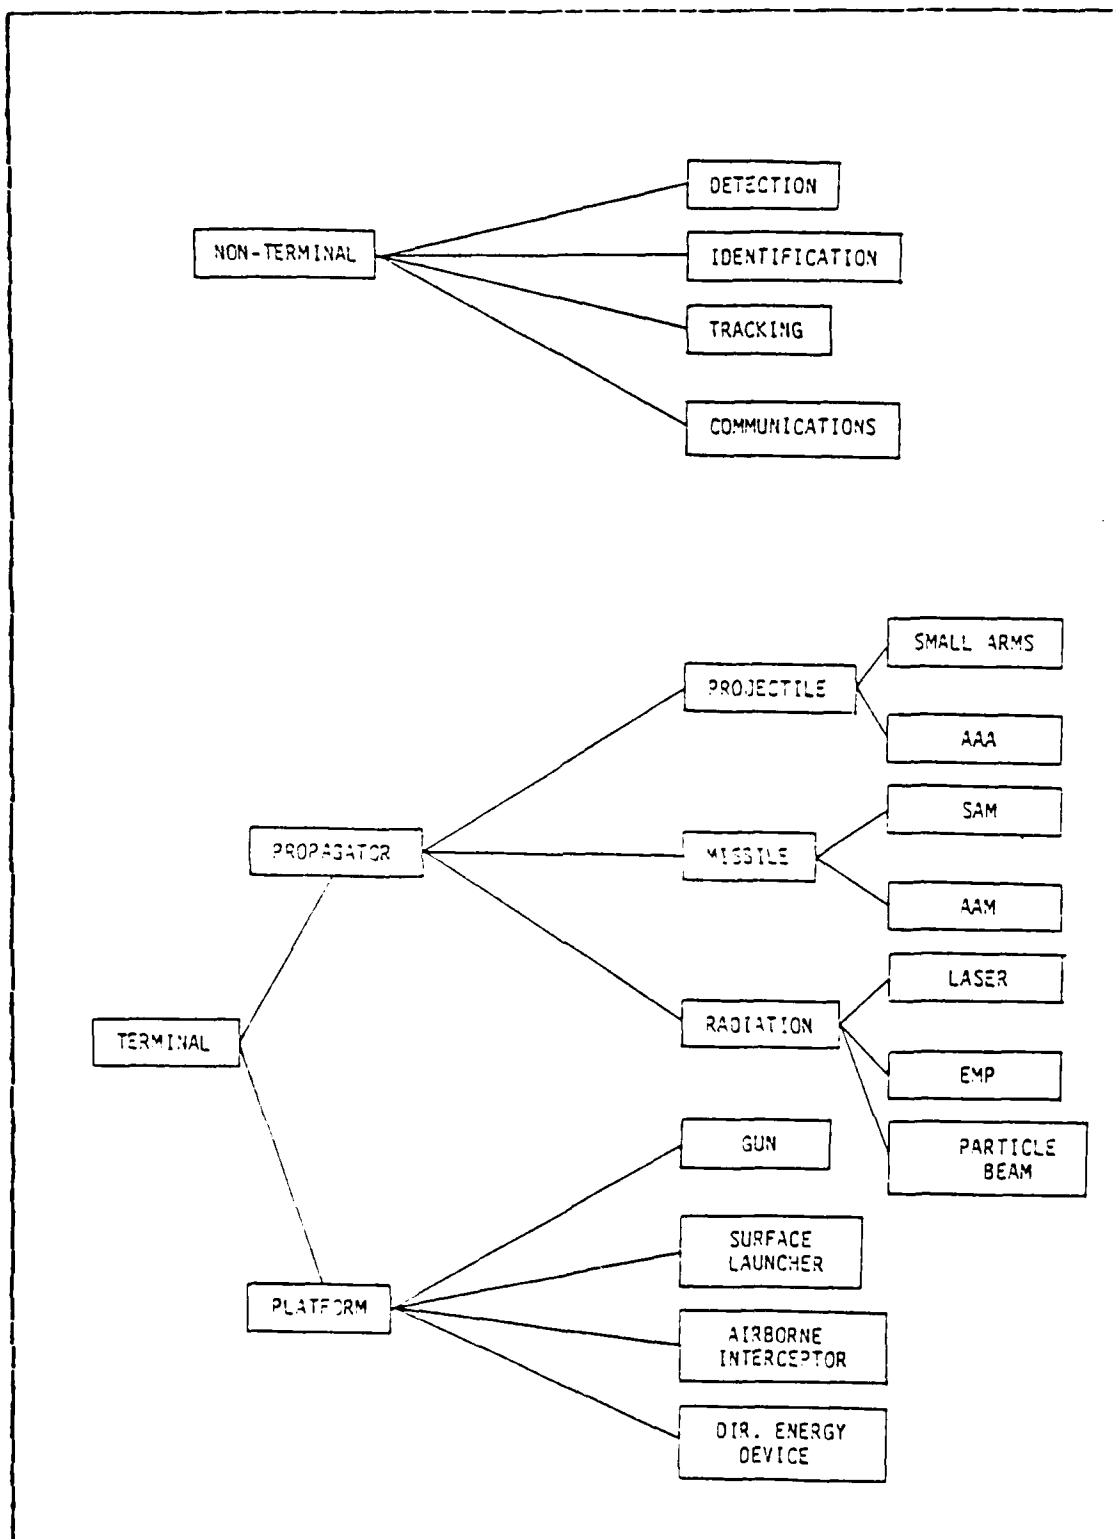 DETECTION
NON-TERMINAL
IDENTIFICATION
TRACKING
COMMUNICATIONS
SMALL ARMS
PROJECTILE
AAA
SAM
PROPAGATOR
MISSILE
AAM
LASER
RADIATION
TERMINAL
EMP
GUN
PARTICLE
BEAM
SURFACE
LAUNCHER
PLATFORM
AIRBORNE
INTERCEPTOR
DIR. ENERGY
DEVICE